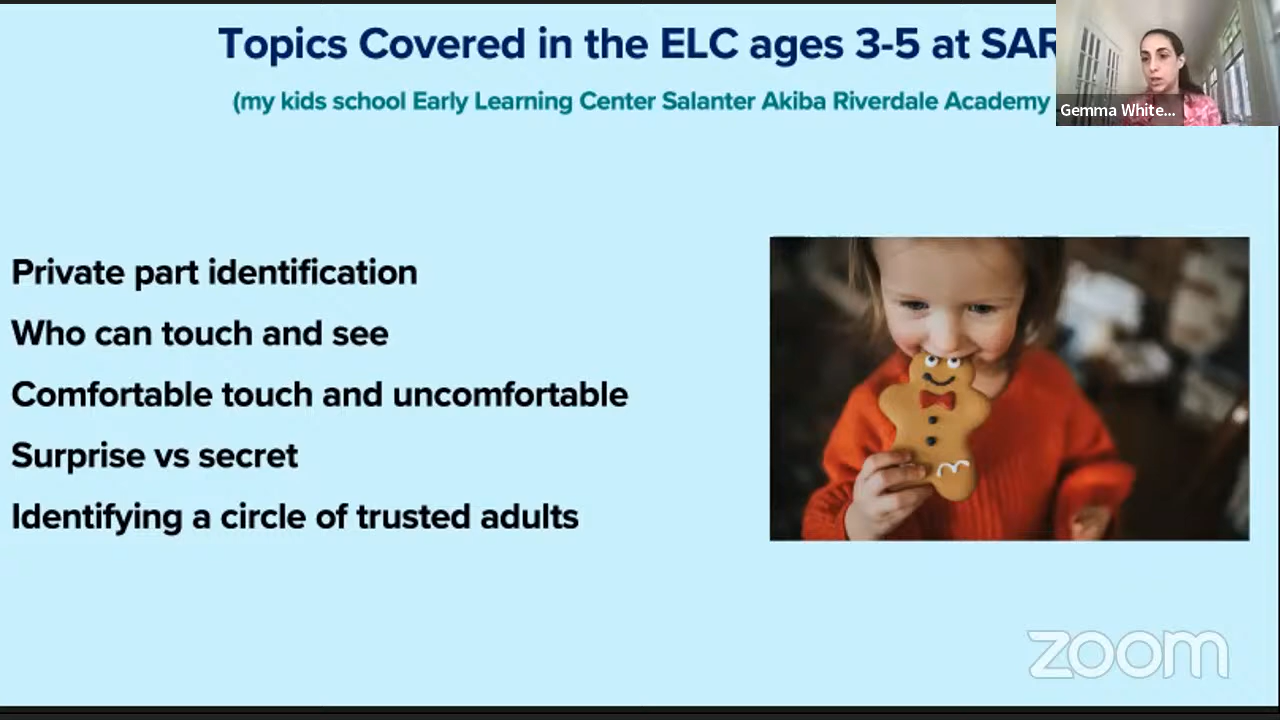 Topics Covered in the ELC ages 3-5 at SAR
(my kids school Early Learning Center Salanter Akiba Riverdale Academy
Gemma White...
Private part identification
Who can touch and see
Comfortable touch and uncomfortable
Surprise vs secret
Identifying a circle of trusted adults
zoom